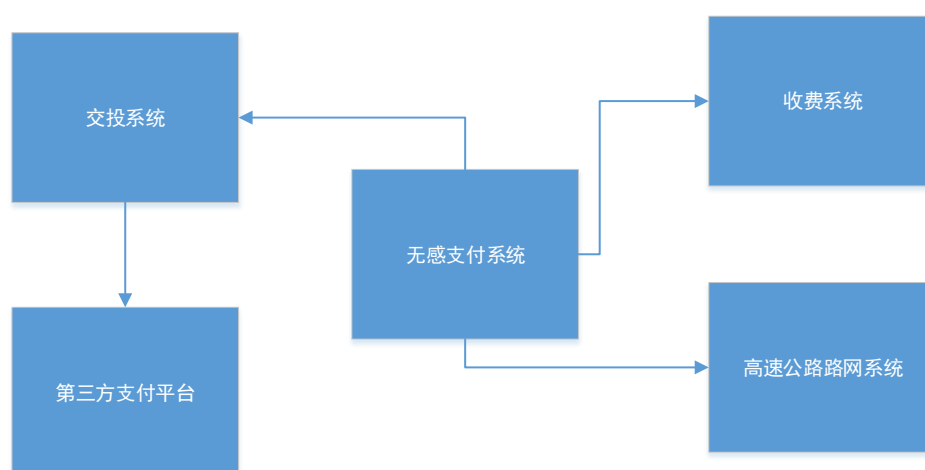 交投系统
收费系统
无感支付系统
高速公路路网系统
第三方支付平台